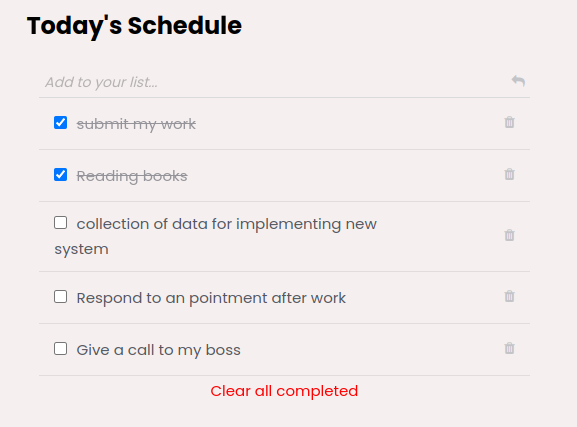 Today's Schedule
Add to your list...
submit my work
Reading books
collection of data for implementing new
system
Respond to an pointment after work
Give a call to my boss
Clear all completed